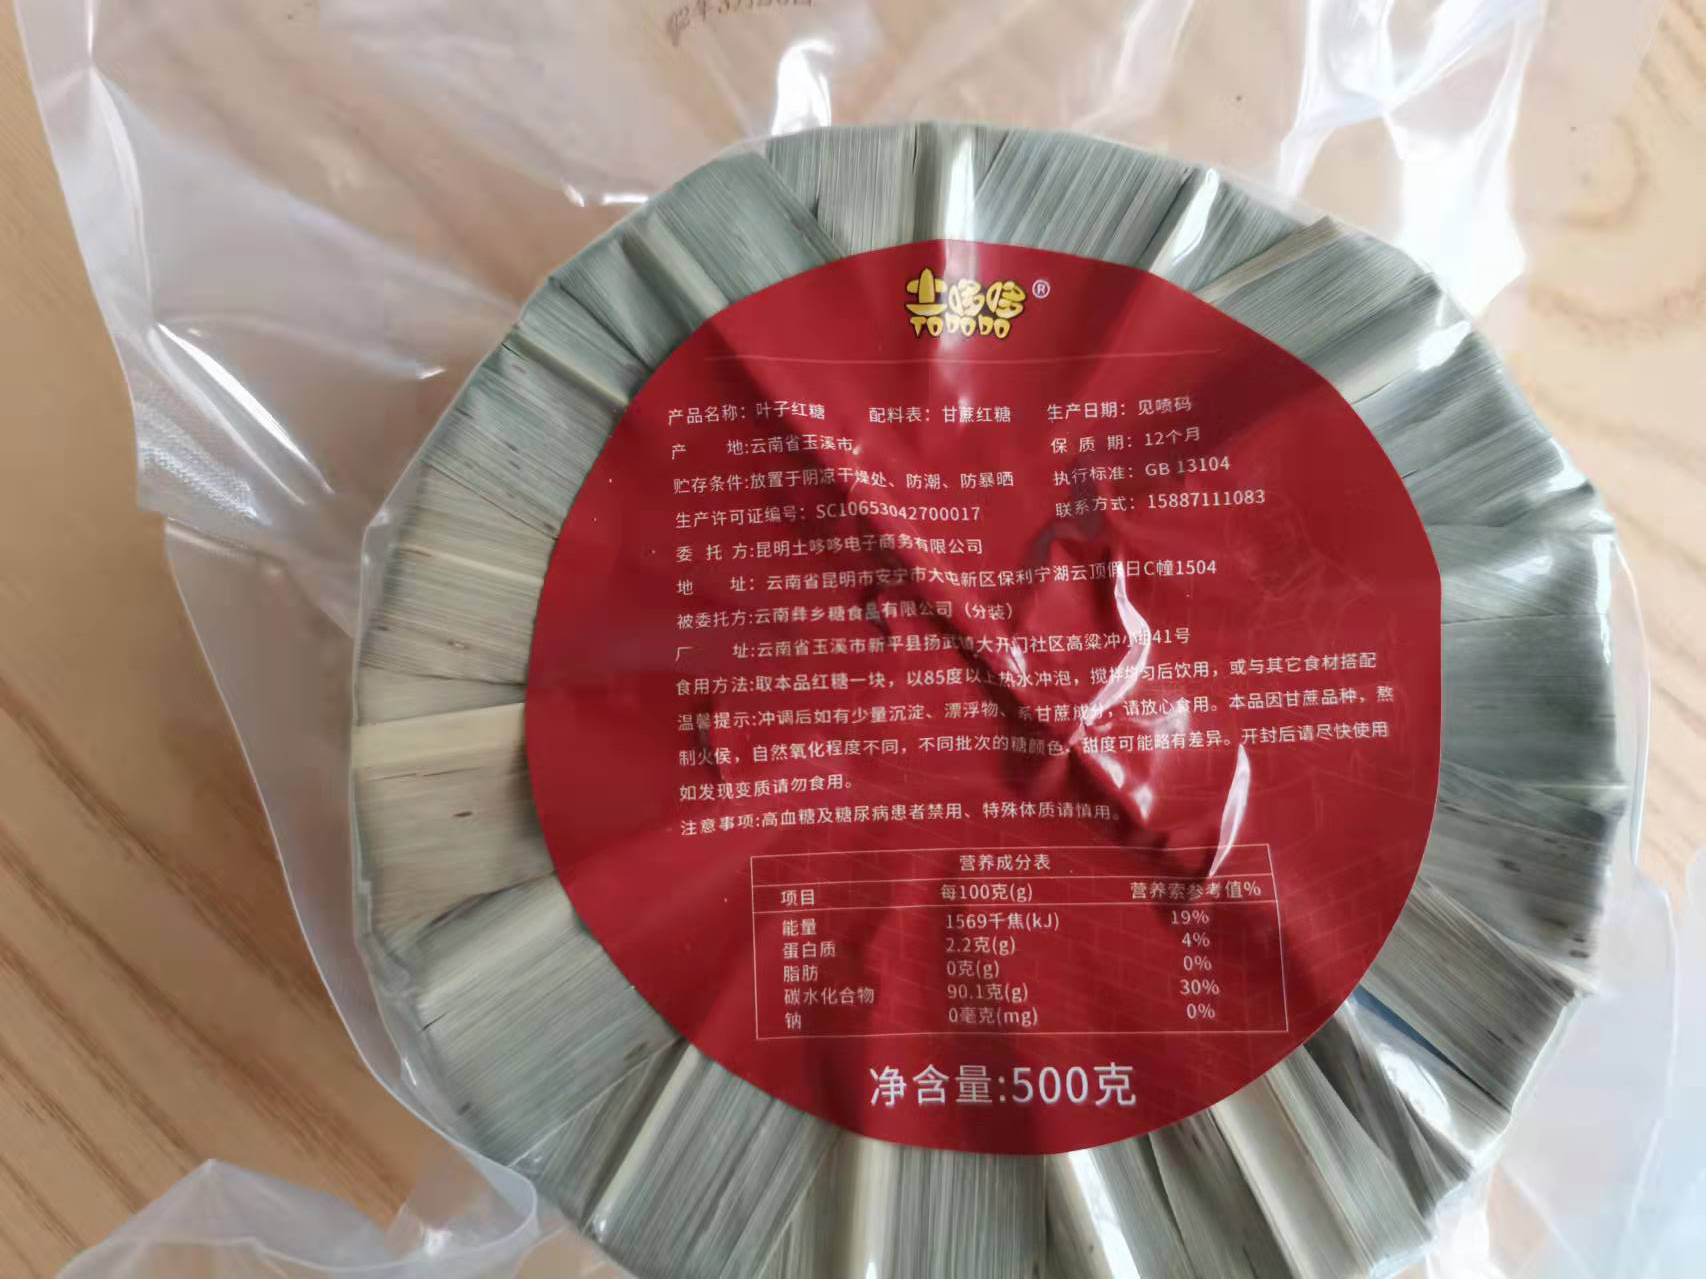 土哆哆®
TODODO
产品名称：叶子红糖 配料表：甘蔗红糖 生产日期：见喷码
产 地:云南省玉溪市。 保 质 期：12个月
贮存条件:放置于阴凉干燥处、防潮、防暴晒 执行标准：GB 13104
生产许可证编号：SC10653042700017 联系方式：15887111083
委 托 方:昆明土哆哆电子商务有限公司
地 址：云南省昆明市安宁市大屯新区保利宁湖云顶假日C幢1504
被委托方:云南彝乡糖食品有限公司（分装）
厂 址:云南省玉溪市新平县扬武镇大开门社区高粱冲小组41号
食用方法:取本品红糖一块，以85度以上热水冲泡，搅拌均匀后饮用，或与其它食材搭配
温馨提示:冲调后如有少量沉淀、漂浮物、系甘蔗成分，请放心食用。本品因甘蔗品种，熬
制火侯，自然氧化程度不同，不同批次的糖颜色，甜度可能略有差异。开封后请尽快使用
如发现变质请勿食用。
注意事项:高血糖及糖尿病患者禁用、特殊体质请慎用。
营养成分表
项目 每100克(g) 营养素参考值%
能量 1569千焦(kJ) 19%
蛋白质 2.2克(g) 4%
脂肪 0克(g) 0%
碳水化合物 90.1克(g) 30%
钠 0毫克(mg) 0%
净含量:500克